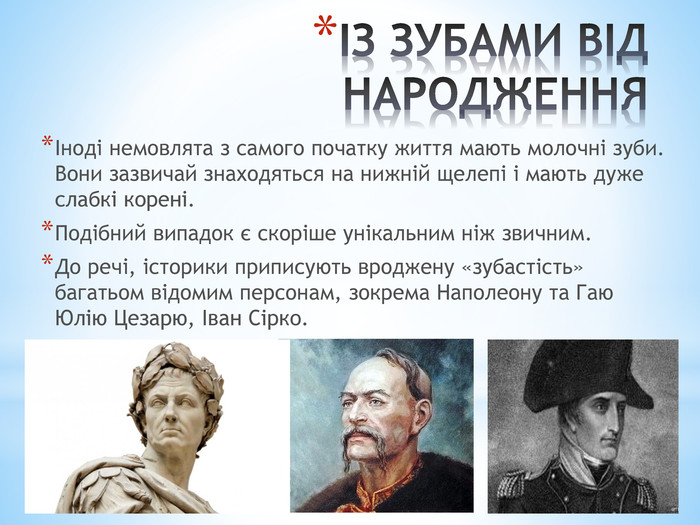 *ІЗ ЗУБАМИ ВІД
НАРОДЖЕННЯ
*Іноді немовлята з самого початку життя мають молочні зуби.
Вони зазвичай знаходяться на нижній щелепі і мають дуже
слабкі корені.
*Подібний випадок є скоріше унікальним ніж звичним.
*До речі, історики приписують вроджену «зубастість»
багатьом відомим персонам, зокрема Наполеону та Гаю
Юлію Цезарю, Іван Сірко.